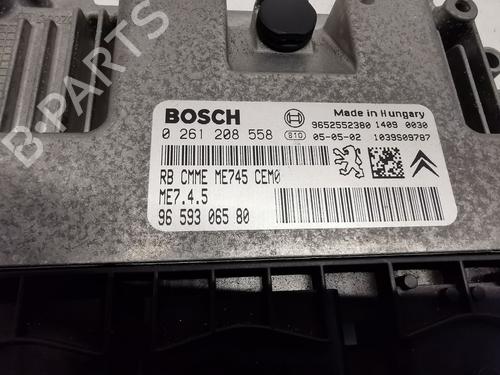 B-PARTS
BOSCH
Made in Hungary
0 261 208 558
B10
9652552380 1409 0030
05-05-02 1039S09787
RB CMME ME745 CEM0
ME7.4.5
96 593 065 80